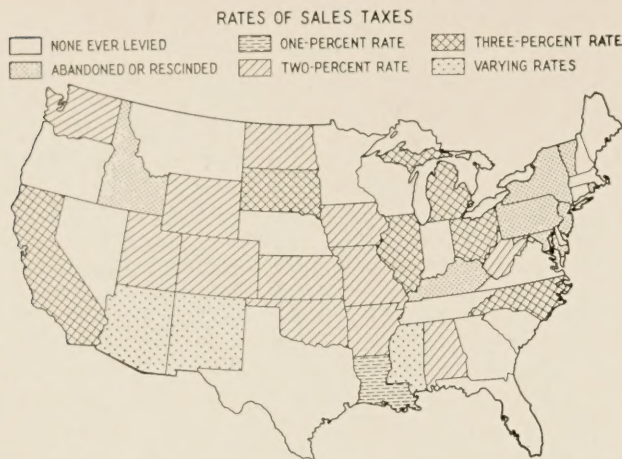 RATES OF SALES TAXES
NONE EVER LEVIED ONE-PERCENT RATE THREE-PERCENT RATE
ABANDONED OR RESCINDED TWO-PERCENT RATE VARYING RATES